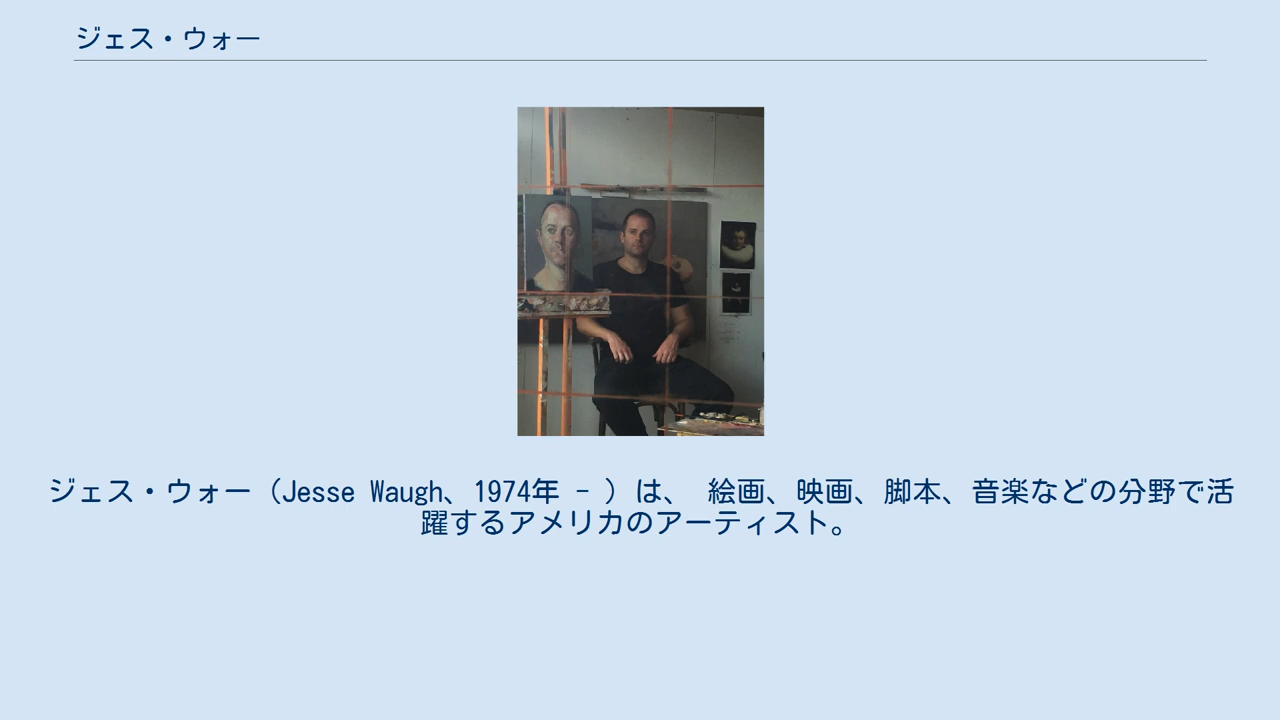 ジェス・ウォー
ジェス・ウォー（Jesse Waugh、1974年 - ）は、 絵画、映画、脚本、音楽などの分野で活
躍するアメリカのアーティスト。